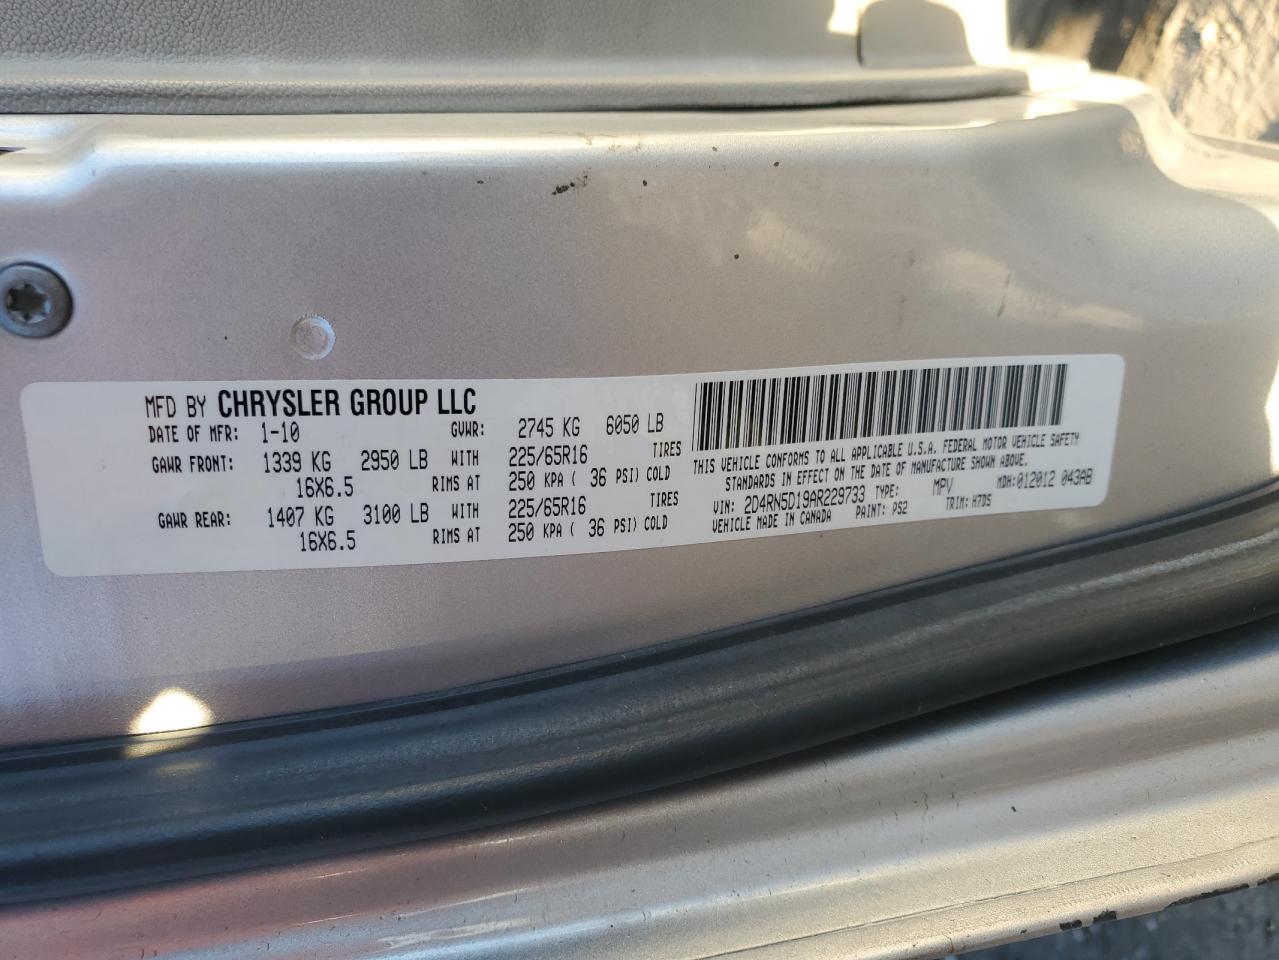 MFD BY CHRYSLER GROUP LLC
DATE OF MFR: 1-10 GVWR: 2745 KG 6050 LB
GAWR FRONT: 1339 KG 2950 LB WITH 225/65R16 TIRES
16X6.5 RIMS AT 250 KPA ( 36 PSI) COLD
GAWR REAR: 1407 KG 3100 LB WITH 225/65R16 TIRES
16X6.5 RIMS AT 250 KPA ( 36 PSI) COLD
THIS VEHICLE CONFORMS TO ALL APPLICABLE U.S.A. FEDERAL MOTOR VEHICLE SAFETY
STANDARDS IN EFFECT ON THE DATE OF MANUFACTURE SHOWN ABOVE.
VIN: 2D4RN5D19AR229733 TYPE: MPV MDH: 012012 043AB
VEHICLE MADE IN CANADA PAINT: PS2 TRIM: H7DS